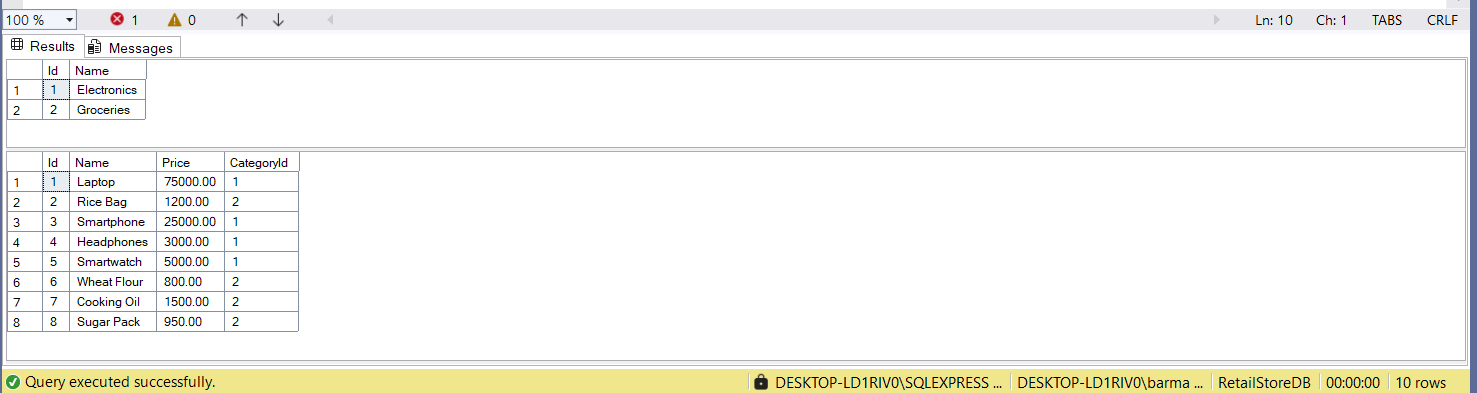 100 % 1 0 Ln: 10 Ch: 1 TABS CRLF
Results Messages
Id Name
1 1 Electronics
2 2 Groceries
Id Name Price CategoryId
1 1 Laptop 75000.00 1
2 2 Rice Bag 1200.00 2
3 3 Smartphone 25000.00 1
4 4 Headphones 3000.00 1
5 5 Smartwatch 5000.00 1
6 6 Wheat Flour 800.00 2
7 7 Cooking Oil 1500.00 2
8 8 Sugar Pack 950.00 2
Query executed successfully. DESKTOP-LD1RIV0\SQLEXPRESS ... DESKTOP-LD1RIV0\barma ... RetailStoreDB 00:00:00 10 rows